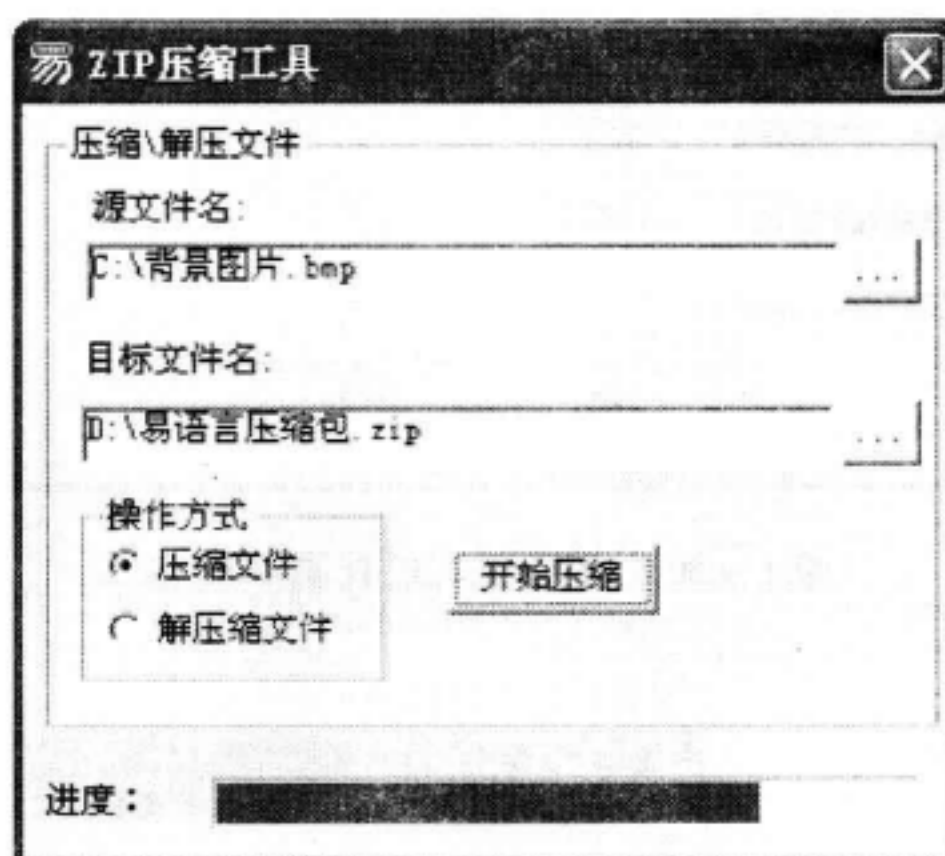 易 ZIP压缩工具
压缩\解压文件
源文件名:
C:\背景图片.bmp
...
目标文件名:
D:\易语言压缩包.zip
...
操作方式
压缩文件
解压缩文件
开始压缩
进度：